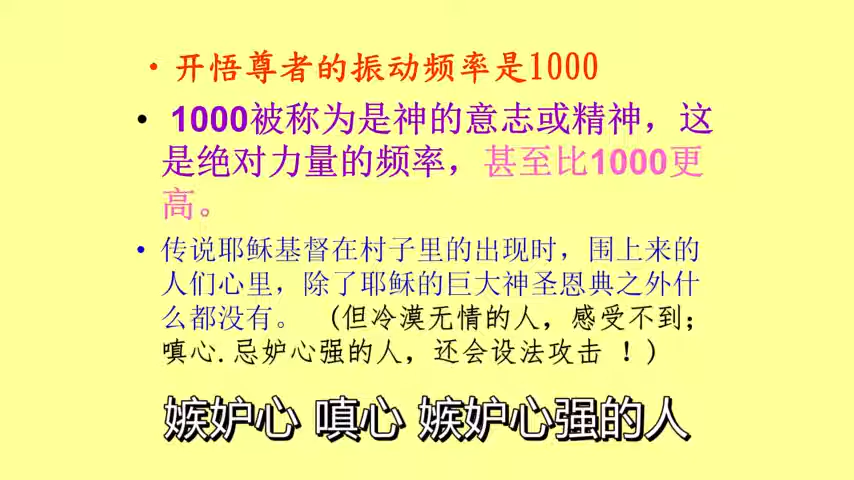 • 开悟尊者的振动频率是1000
• 1000被称为是神的意志或精神，这
是绝对力量的频率，甚至比1000更
高。
• 传说耶稣基督在村子里的出现时，围上来的
人们心里，除了耶稣的巨大神圣恩典之外什
么都没有。 (但冷漠无情的人，感受不到；
嗔心.忌妒心强的人，还会设法攻击 ！)
嫉妒心 嗔心 嫉妒心强的人